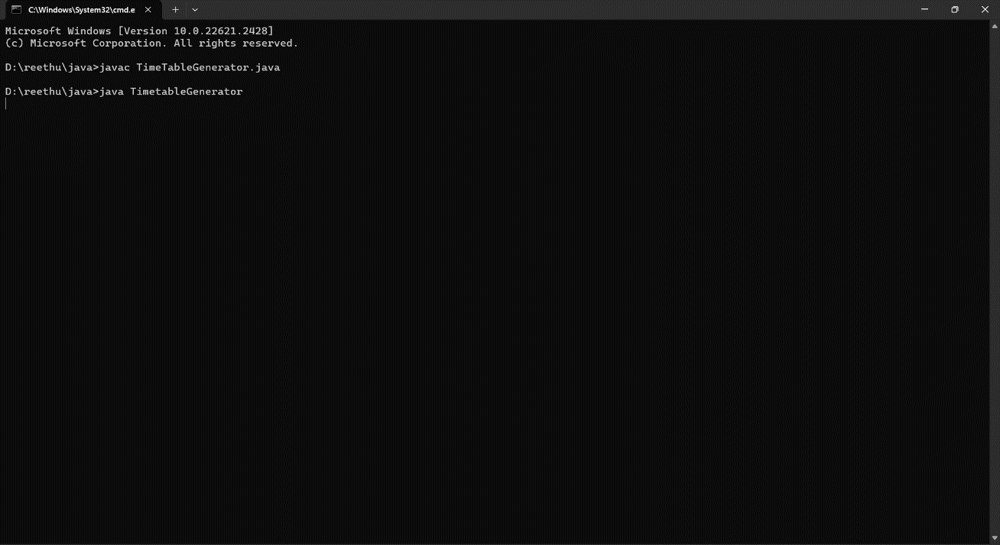 C:\Windows\System32\cmd.e
Microsoft Windows [Version 10.0.22621.2428]
(c) Microsoft Corporation. All rights reserved.
D:\reethu\java>javac TimeTableGenerator.java
D:\reethu\java>java TimetableGenerator